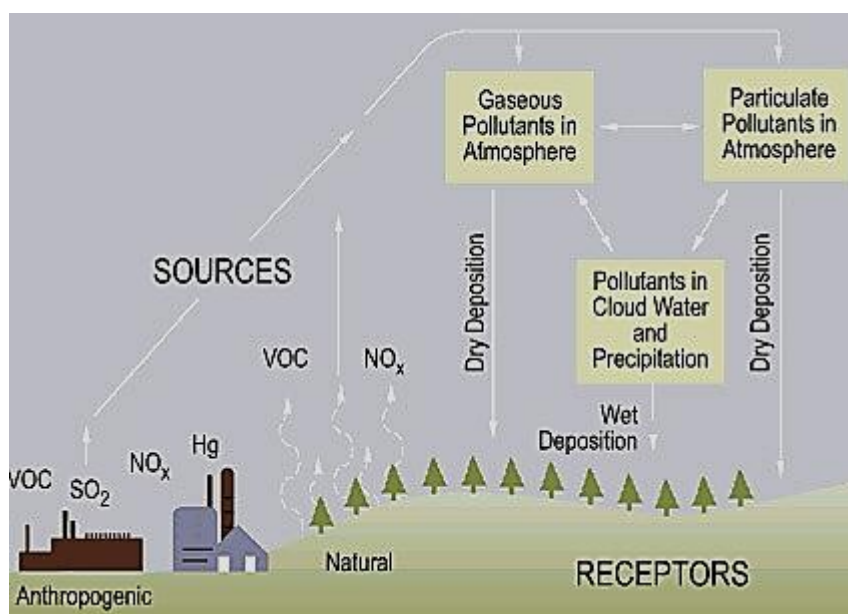 Gaseous
Pollutants in
Atmosphere
Particulate
Pollutants in
Atmosphere
SOURCES
Pollutants in
Cloud Water
and
Precipitation
Dry Deposition
Dry Deposition
VOC
NOx
Wet
Deposition
VOC
SO2
NOx
Hg
Natural
RECEPTORS
Anthropogenic